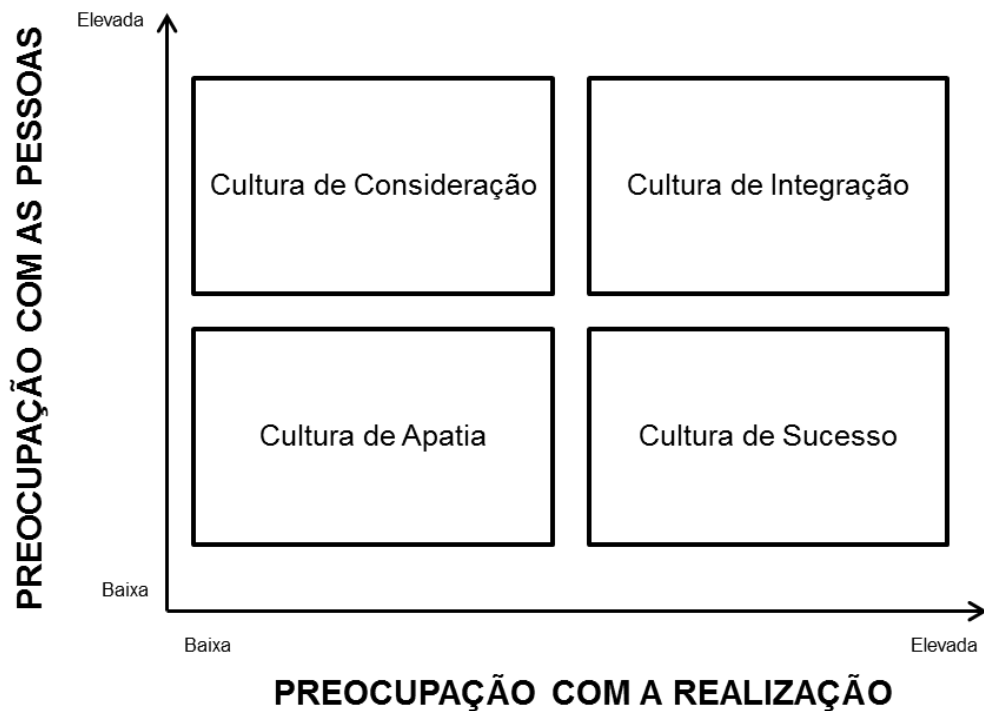 Elevada
PREOCUPAÇÃO COM AS PESSOAS
Cultura de Consideração
Cultura de Integração
Cultura de Apatia
Cultura de Sucesso
Baixa
Baixa
Elevada
PREOCUPAÇÃO COM A REALIZAÇÃO